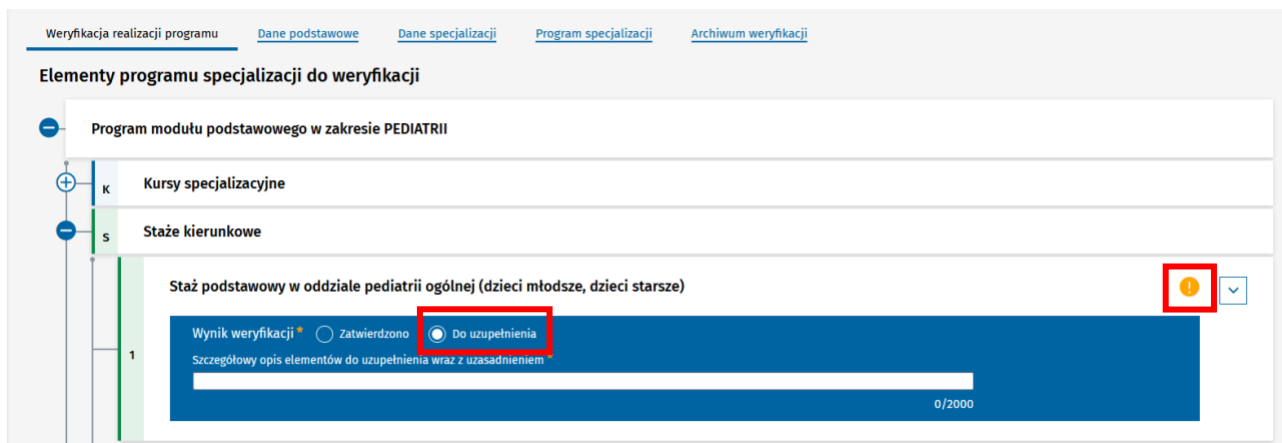 Weryfikacja realizacji programu Dane podstawowe Dane specjalizacji Program specjalizacji Archiwum weryfikacji
Elementy programu specjalizacji do weryfikacji
Program modułu podstawowego w zakresie PEDIATRII
K Kursy specjalizacyjne
S Staże kierunkowe
Staż podstawowy w oddziale pediatrii ogólnej (dzieci młodsze, dzieci starsze) !
Wynik weryfikacji * Zatwierdzono Do uzupełnienia
1
Szczegółowy opis elementów do uzupełnienia wraz z uzasadnieniem *
0/2000